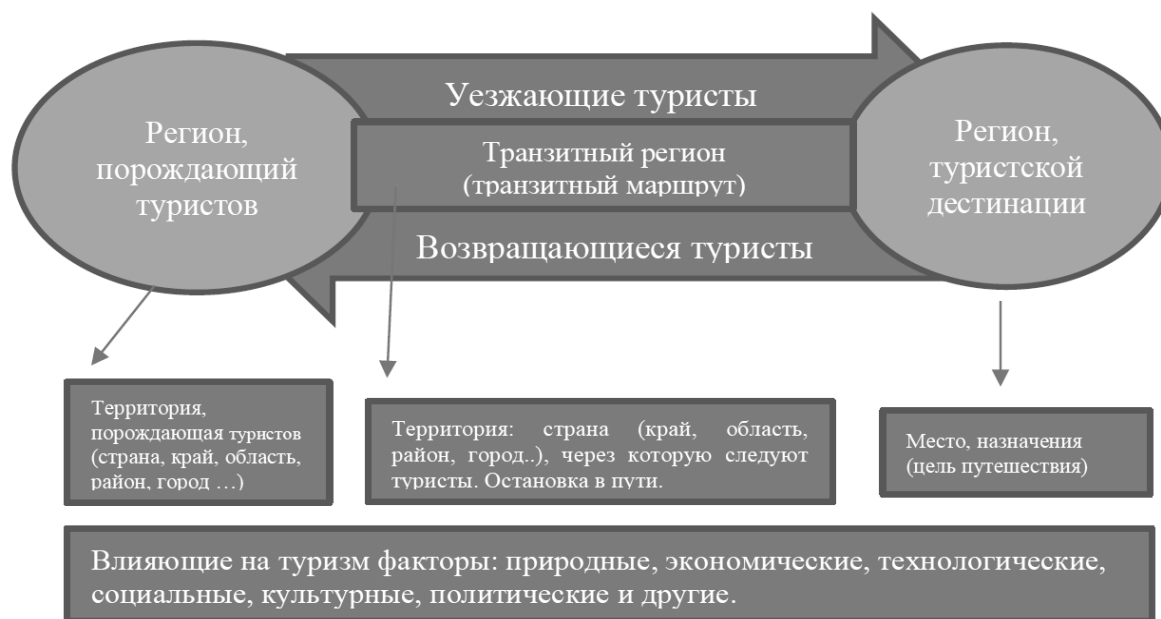 Уезжающие туристы
Регион,
порождающий
туристов
Транзитный регион
(транзитный маршрут)
Регион,
туристской
дестинации
Возвращающиеся туристы
Территория,
порождающая туристов
(страна, край, область,
район, город …)
Территория: страна (край, область,
район, город..), через которую следуют
туристы. Остановка в пути.
Место, назначения
(цель путешествия)
Влияющие на туризм факторы: природные, экономические, технологические,
социальные, культурные, политические и другие.